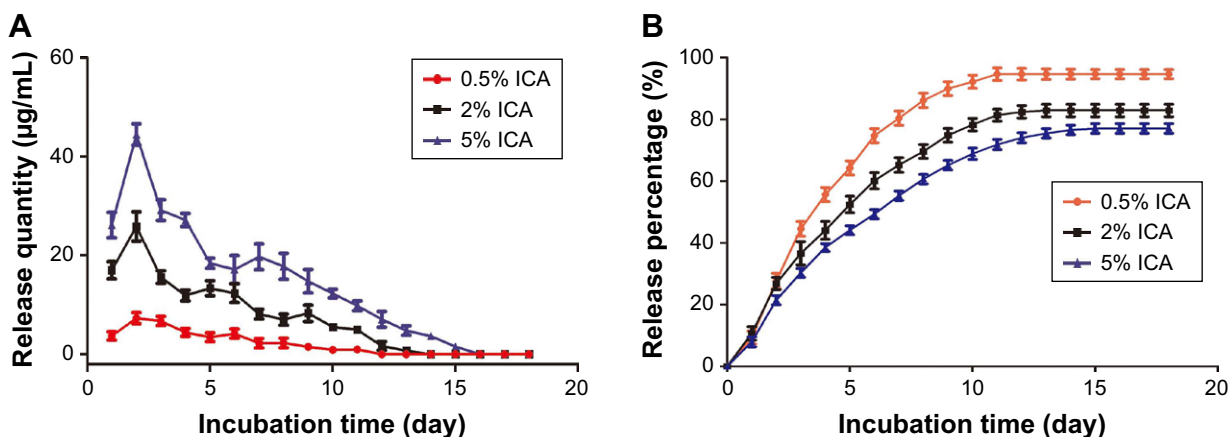 A
Release quantity (µg/mL)
60
40
20
0
0.5% ICA
2% ICA
5% ICA
0 5 10 15 20
Incubation time (day)
B
Release percentage (%)
100
80
60
40
20
0
0.5% ICA
2% ICA
5% ICA
0 5 10 15 20
Incubation time (day)